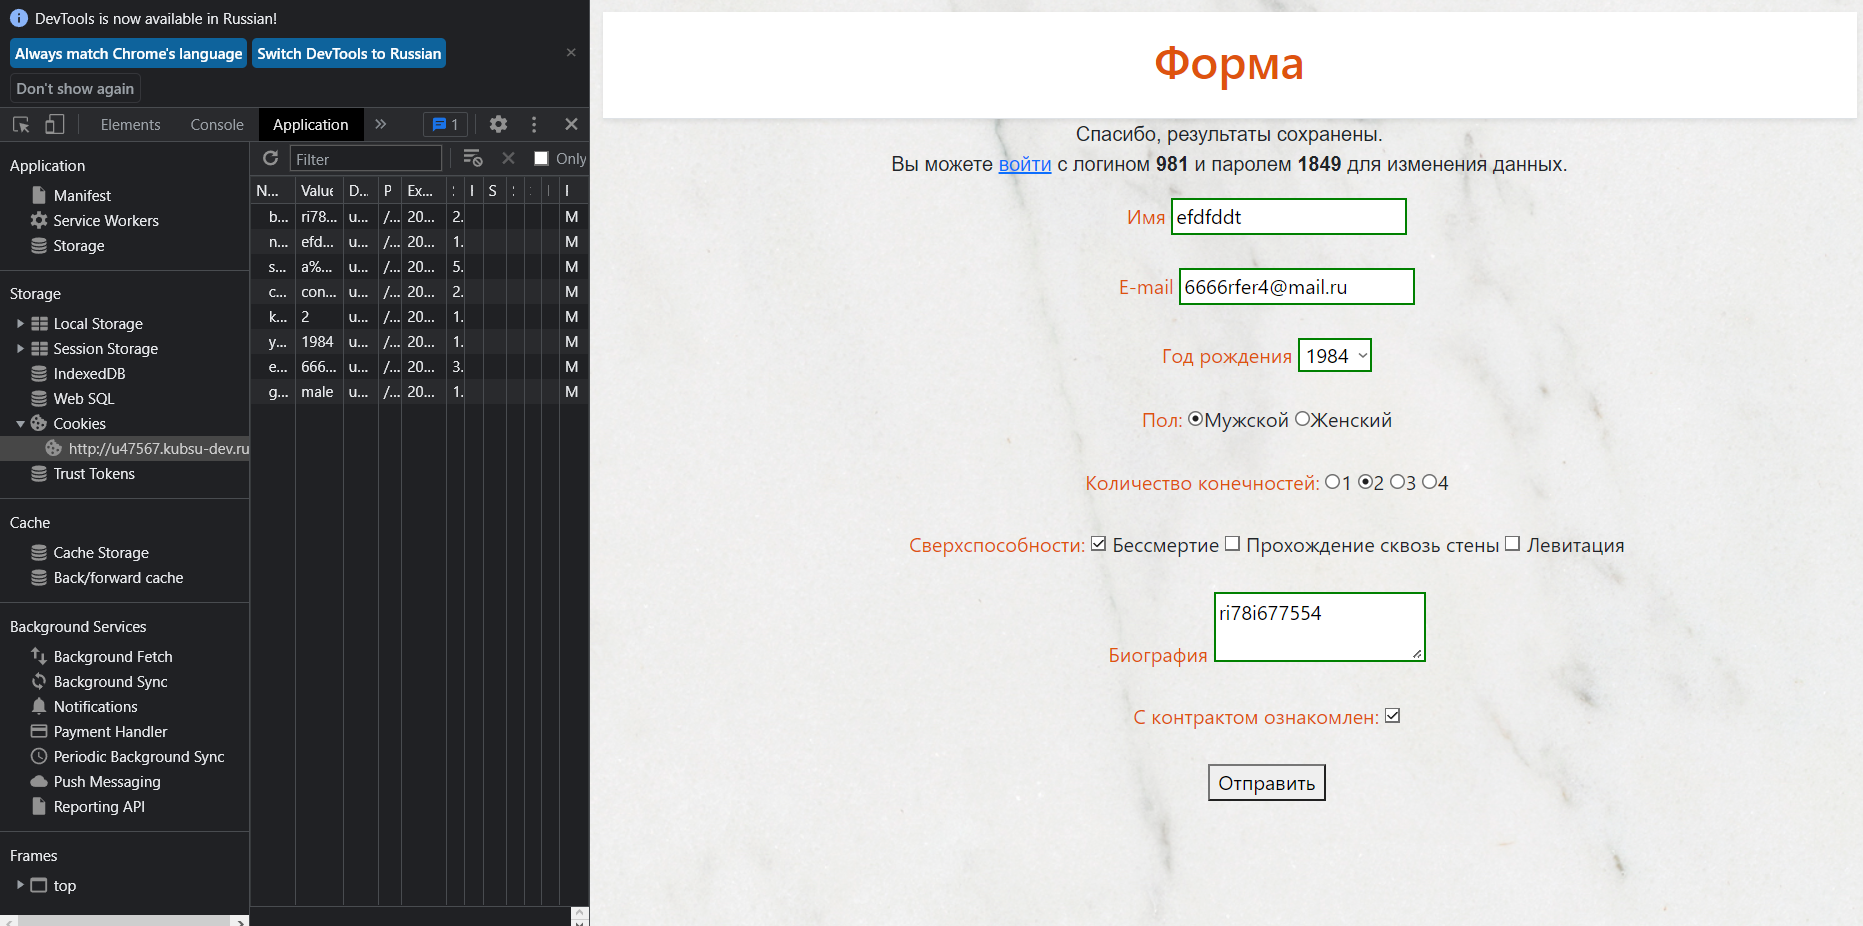 DevTools is now available in Russian!
Always match Chrome's language
Switch DevTools to Russian
Don't show again
Elements
Console
Application
1
Application
Manifest
Service Workers
Storage
Storage
Local Storage
Session Storage
IndexedDB
Web SQL
Cookies
http://u47567.kubsu-dev.ru
Trust Tokens
Cache
Cache Storage
Back/forward cache
Background Services
Background Fetch
Background Sync
Notifications
Payment Handler
Periodic Background Sync
Push Messaging
Reporting API
Frames
top
Filter
Only
N... Value D... P Ex... S
b... ri78... u... /... 20... 2. M
n... efd... u... /... 20... 1. M
s... a%... u... /... 20... 5. M
c... con... u... /... 20... 2. M
k... 2 u... /... 20... 1. M
y... 1984 u... /... 20... 1. M
e... 666... u... /... 20... 3. M
g... male u... /... 20... 1. M
Форма
Спасибо, результаты сохранены.
Вы можете войти с логином 981 и паролем 1849 для изменения данных.
Имя efdfddt
E-mail 6666rfer4@mail.ru
Год рождения 1984
Пол: Мужской Женский
Количество конечностей: 1 2 3 4
Сверхспособности: Бессмертие Прохождение сквозь стены Левитация
ri78i677554
Биография
С контрактом ознакомлен:
Отправить